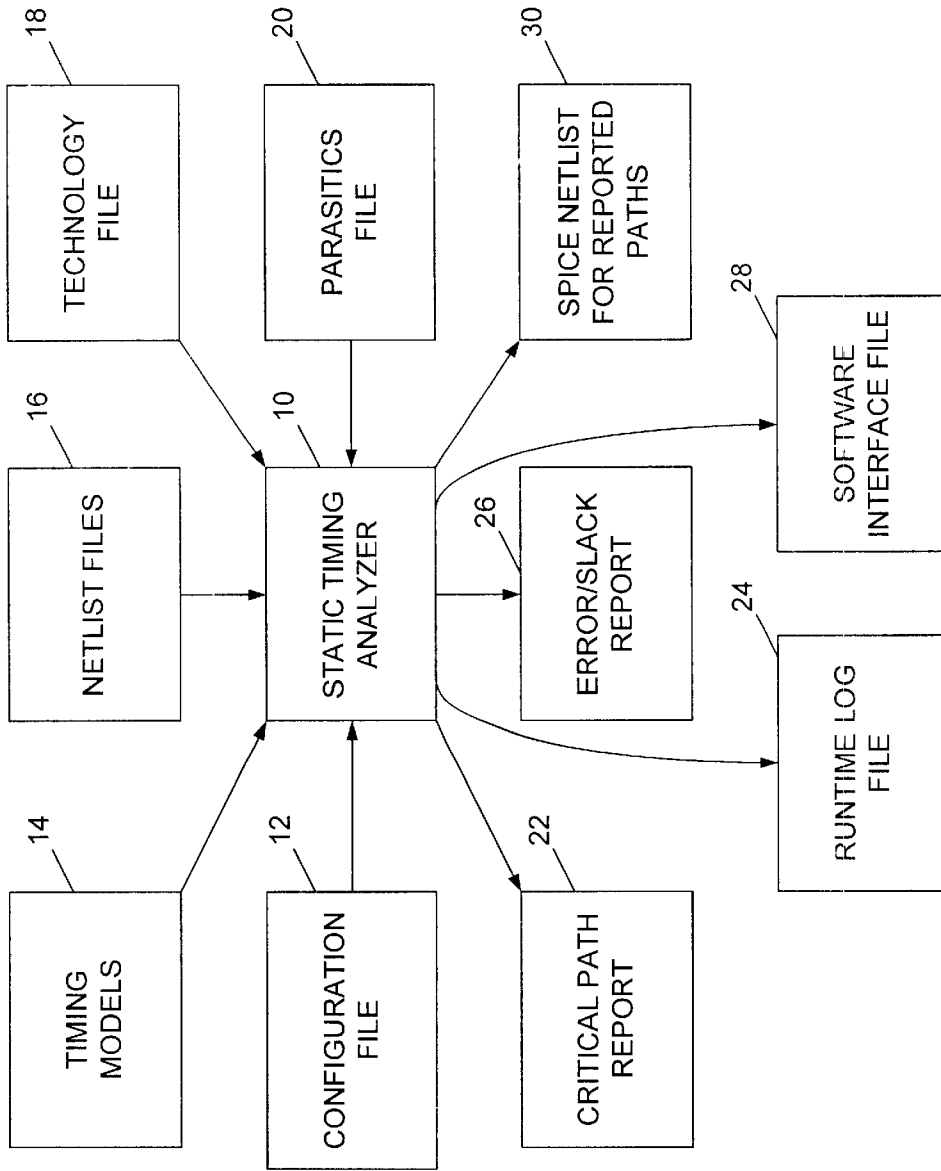 14
TIMING
MODELS
16
NETLIST FILES
18
TECHNOLOGY
FILE
12
CONFIGURATION
FILE
10
STATIC TIMING
ANALYZER
20
PARASITICS
FILE
22
CRITICAL PATH
REPORT
26
ERROR/SLACK
REPORT
30
SPICE NETLIST
FOR REPORTED
PATHS
24
RUNTIME LOG
FILE
28
SOFTWARE
INTERFACE FILE